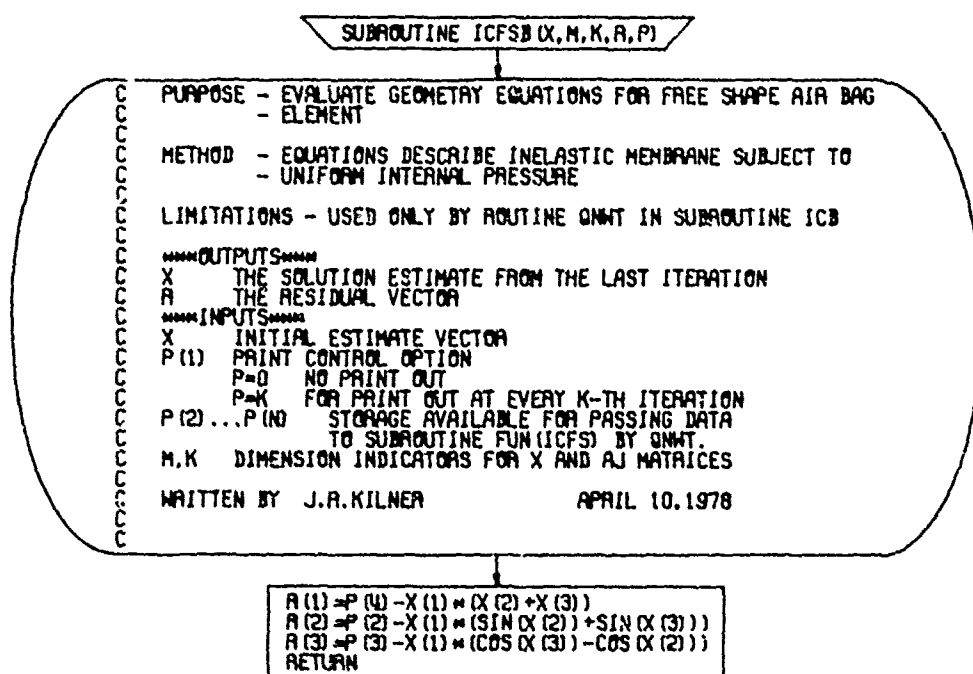 SUBROUTINE ICFSB(X,M,K,R,P)
C PURPOSE - EVALUATE GEOMETRY EQUATIONS FOR FREE SHAPE AIR BAG
C - ELEMENT
C
C METHOD - EQUATIONS DESCRIBE INELASTIC MEMBRANE SUBJECT TO
C - UNIFORM INTERNAL PRESSURE
C
C LIMITATIONS - USED ONLY BY ROUTINE QNWT IN SUBROUTINE ICB
C
C ***OUTPUTS***
C X THE SOLUTION ESTIMATE FROM THE LAST ITERATION
C R THE RESIDUAL VECTOR
C ***INPUTS***
C X INITIAL ESTIMATE VECTOR
C P(1) PRINT CONTROL OPTION
C P=0 NO PRINT OUT
C P=K FOR PRINT OUT AT EVERY K-TH ITERATION
C P(2)...P(N) STORAGE AVAILABLE FOR PASSING DATA
C TO SUBROUTINE FUN(ICFS) BY QNWT.
C M,K DIMENSION INDICATORS FOR X AND AJ MATRICES
C
C WRITTEN BY J.R.KILNER APRIL 10,1978
C
C
R(1)=P(4)-X(1)*(X(2)+X(3))
R(2)=P(2)-X(1)*(SIN(X(2))+SIN(X(3)))
R(3)=P(3)-X(1)*(COS(X(3))-COS(X(2)))
RETURN